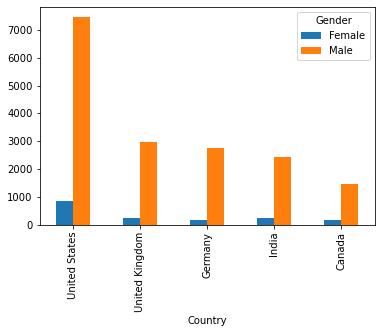 7000
6000
5000
4000
3000
2000
1000
0
Gender
Female
Male
United States
United Kingdom
Germany
India
Canada
Country